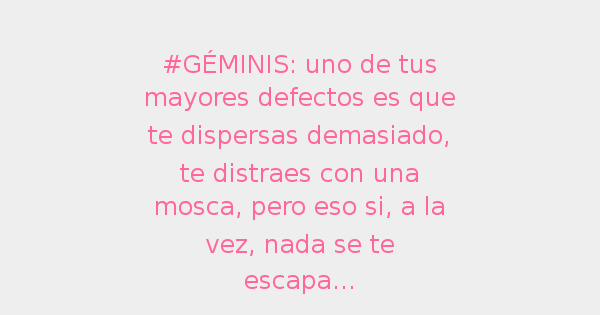 #GÉMINIS: uno de tus
mayores defectos es que
te dispersas demasiado,
te distraes con una
mosca, pero eso si, a la
vez, nada se te
escapa...